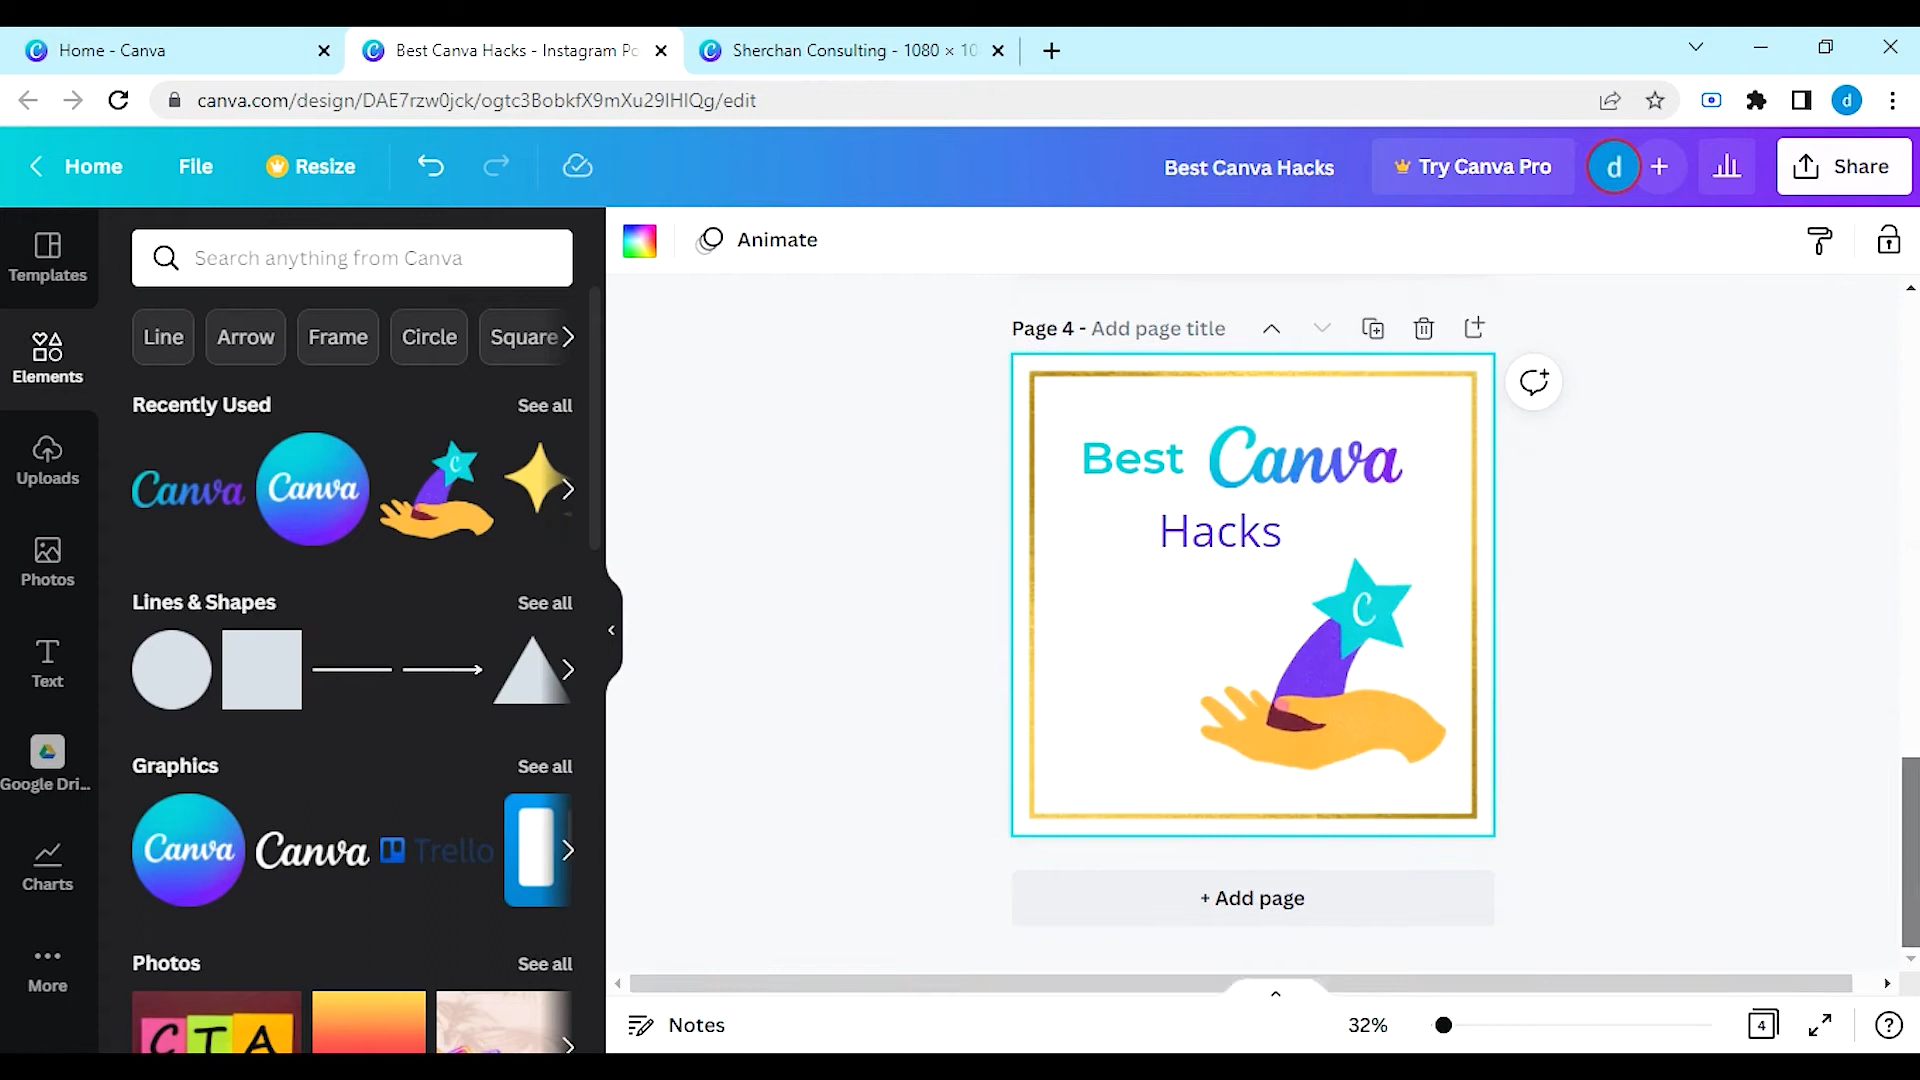 Home - Canva
Best Canva Hacks - Instagram Po
Sherchan Consulting - 1080 × 10
canva.com/design/DAE7rzw0jck/ogtc3BobkfX9mXu29IHIQg/edit
d
Home
File
Resize
Best Canva Hacks
Try Canva Pro
d
Share
Templates
Elements
Uploads
Photos
Text
Google Dri...
Charts
More
Search anything from Canva
Line
Arrow
Frame
Circle
Square
Recently Used
See all
Canva
Canva
C
Lines & Shapes
See all
Graphics
See all
Canva
Canva
Trello
Photos
See all
CTA
Animate
Page 4 - Add page title
Best Canva
Hacks
C
+ Add page
Notes
32%
4